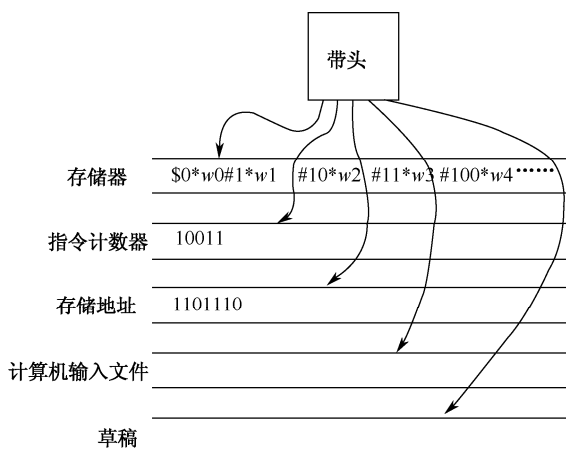 带头
存储器 $0*w0#1*w1 #10*w2 #11*w3 #100*w4 ······
指令计数器 10011
存储地址 1101110
计算机输入文件
草稿